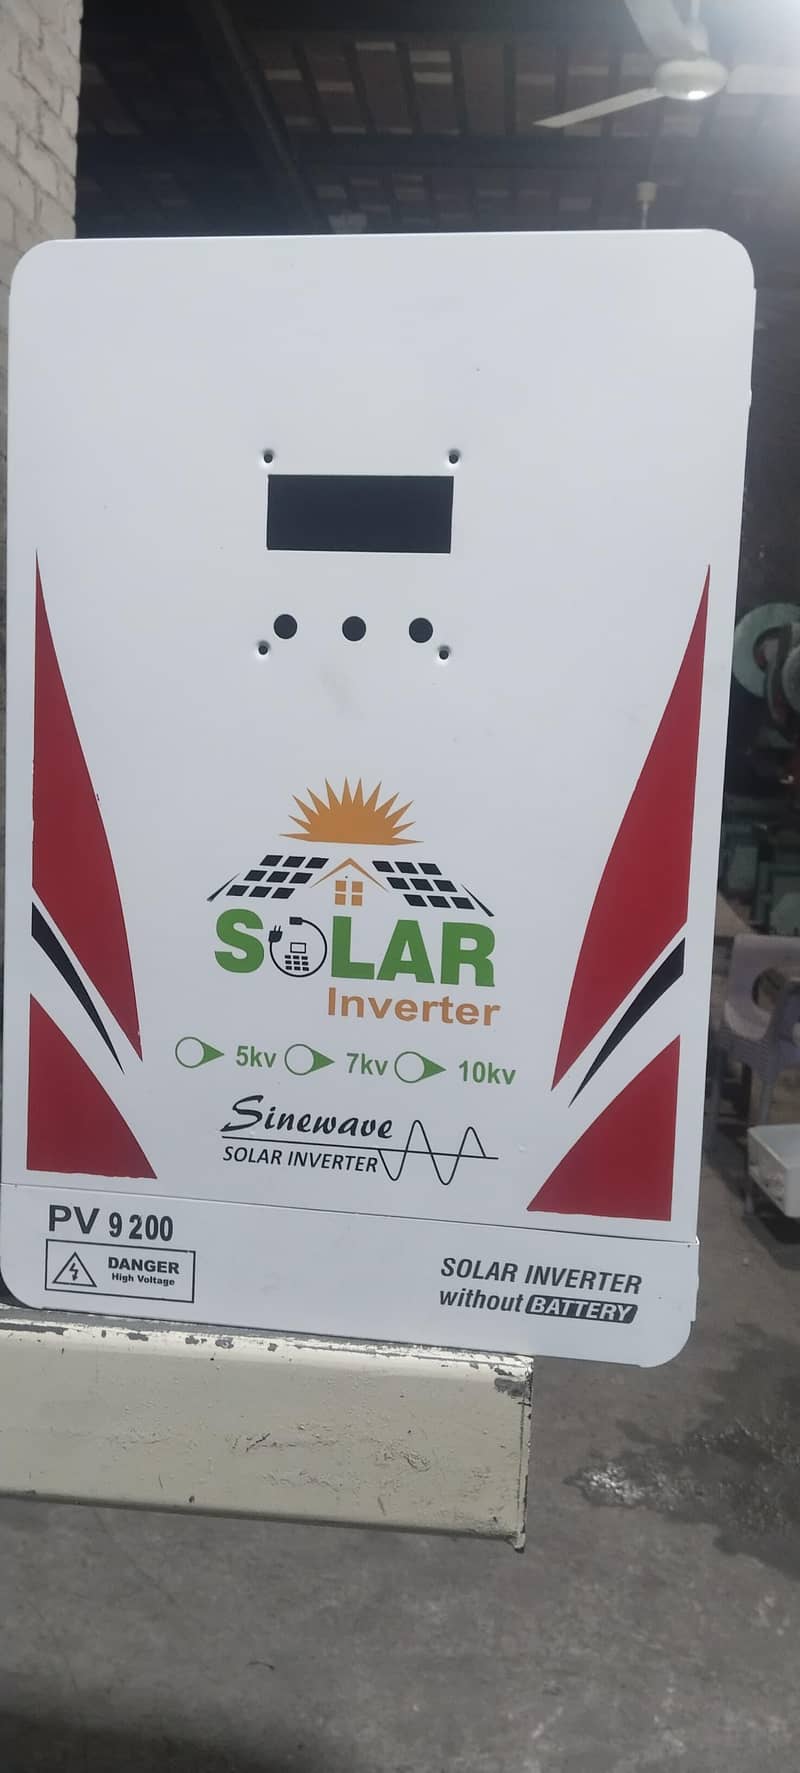 SOLAR
Inverter
5kv 7kv 10kv
Sinewave
SOLAR INVERTER
PV 9200
DANGER
High Voltage
SOLAR INVERTER
without BATTERY